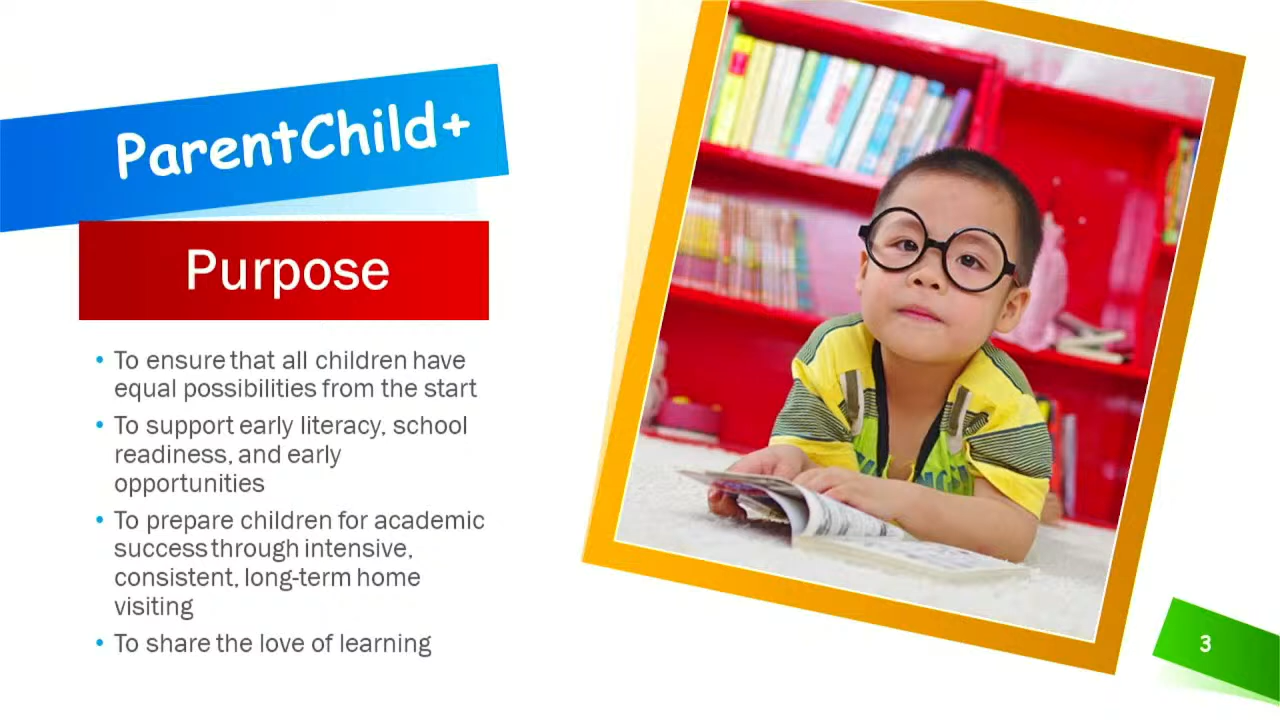 ParentChild+
Purpose
• To ensure that all children have
equal possibilities from the start
• To support early literacy, school
readiness, and early
opportunities
• To prepare children for academic
success through intensive,
consistent, long-term home
visiting
• To share the love of learning
3